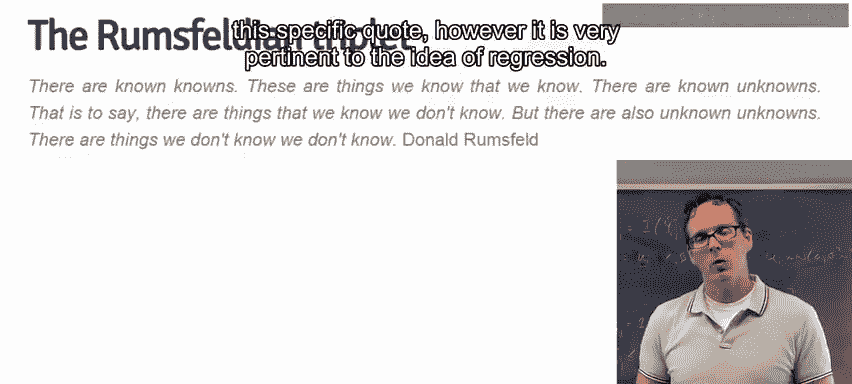 The Rumsfeldian triplet
this specific quote, however it is very
pertinent to the idea of regression.
There are known knowns. These are things we know that we know. There are known unknowns.
That is to say, there are things that we know we don't know. But there are also unknown unknowns.
There are things we don't know we don't know. Donald Rumsfeld